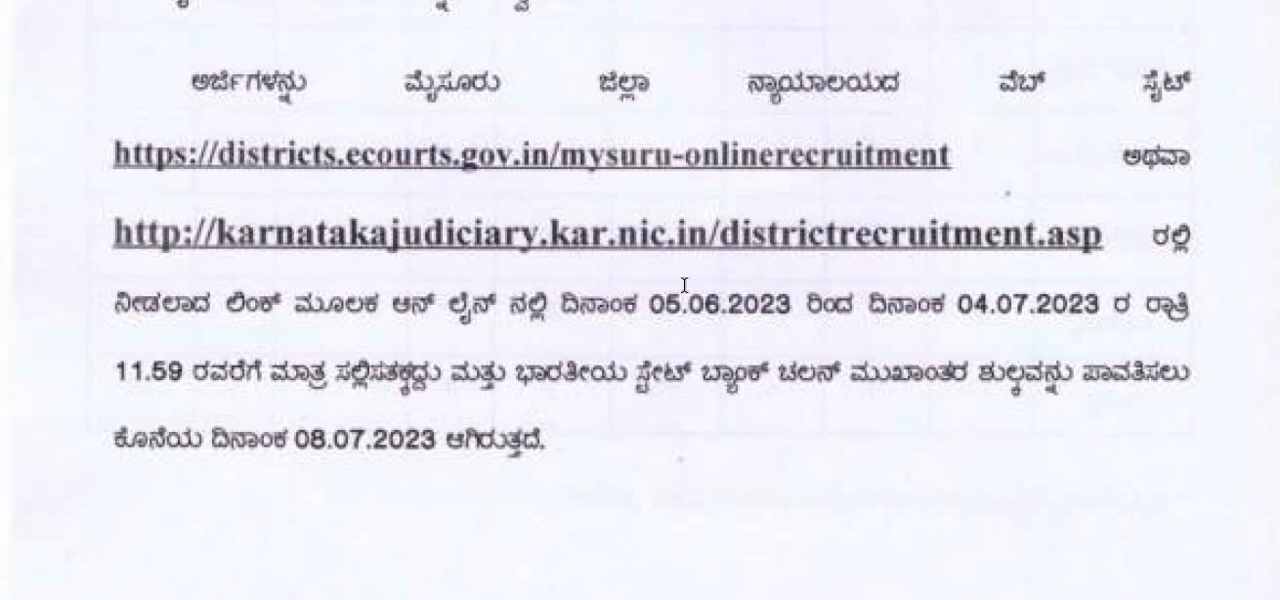 ಅರ್ಜಿಗಳನ್ನು ಮೈಸೂರು ಜಿಲ್ಲಾ ನ್ಯಾಯಾಲಯದ ವೆಬ್ ಸೈಟ್
https://districts.ecourts.gov.in/mysuru-onlinerecruitment ಅಥವಾ
http://karnatakajudiciary.kar.nic.in/districtrecruitment.asp ರಲ್ಲಿ
ನೀಡಲಾದ ಲಿಂಕ್ ಮೂಲಕ ಆನ್ ಲೈನ್ ನಲ್ಲಿ ದಿನಾಂಕ 05.06.2023 ರಿಂದ ದಿನಾಂಕ 04.07.2023 ರ ರಾತ್ರಿ
11.59 ರವರೆಗೆ ಮಾತ್ರ ಸಲ್ಲಿಸತಕ್ಕದ್ದು ಮತ್ತು ಭಾರತೀಯ ಸ್ಟೇಟ್ ಬ್ಯಾಂಕ್ ಚಲನ್ ಮುಖಾಂತರ ಶುಲ್ಕವನ್ನು ಪಾವತಿಸಲು
ಕೊನೆಯ ದಿನಾಂಕ 08.07.2023 ಆಗಿರುತ್ತದೆ.